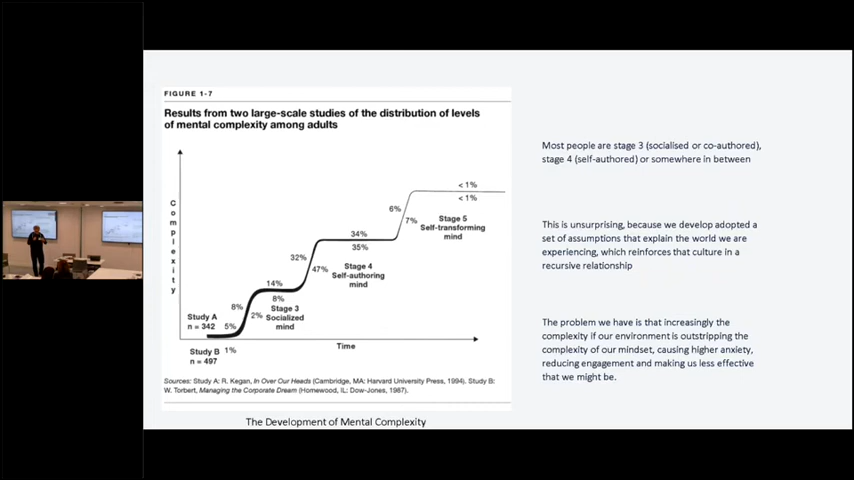 FIGURE 1-7
Results from two large-scale studies of the distribution of levels
of mental complexity among adults
Complexity
< 1%
< 1%
6%
7%
Stage 5
Self-transforming
mind
34%
35%
32%
47%
Stage 4
Self-authoring
mind
14%
8%
8%
2%
Stage 3
Socialized
mind
Study A
n = 342
5%
Study B
n = 497
1%
Time
Sources: Study A: R. Kegan, In Over Our Heads (Cambridge, MA: Harvard University Press, 1994). Study B:
W. Torbert, Managing the Corporate Dream (Homewood, IL: Dow-Jones, 1987).
The Development of Mental Complexity
Most people are stage 3 (socialised or co-authored),
stage 4 (self-authored) or somewhere in between
This is unsurprising, because we develop adopted a
set of assumptions that explain the world we are
experiencing, which reinforces that culture in a
recursive relationship
The problem we have is that increasingly the
complexity if our environment is outstripping the
complexity of our mindset, causing higher anxiety,
reducing engagement and making us less effective
that we might be.